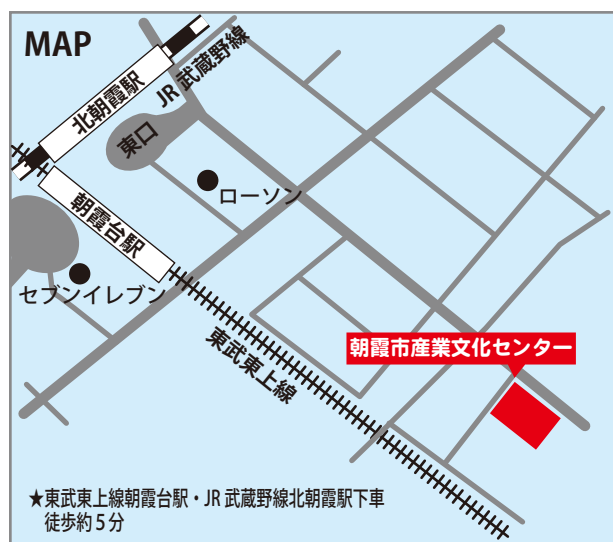 MAP
北朝霞駅
JR 武蔵野線
東口
ローソン
朝霞台駅
セブンイレブン
東武東上線
朝霞市産業文化センター
★東武東上線朝霞台駅・JR 武蔵野線北朝霞駅下車
徒歩約5分